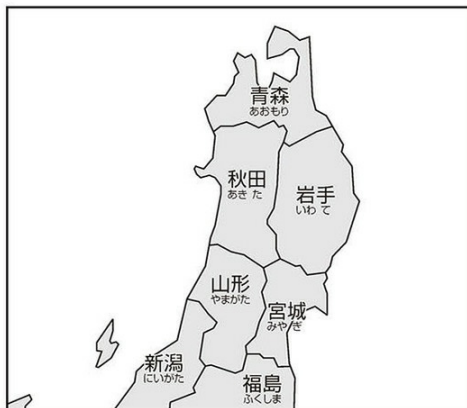 青森
あおもり
秋田
あきた
岩手
いわて
山形
やまがた
宮城
みやぎ
新潟
にいがた
福島
ふくしま